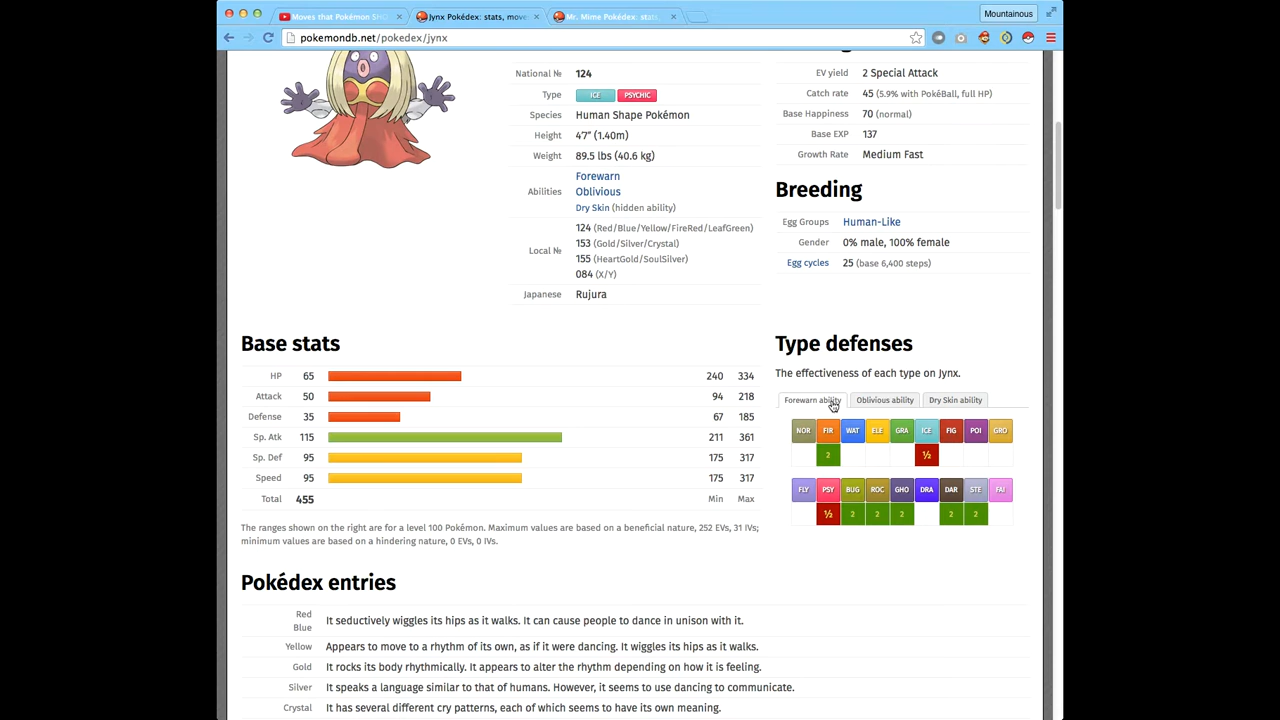 Moves that Pokémon SHO
Jynx Pokédex: stats, move
Mr. Mime Pokédex: stats,
Mountainous
pokemondb.net/pokedex/jynx
National № 124
Type ICE PSYCHIC
Species Human Shape Pokémon
Height 4'7" (1.40m)
Weight 89.5 lbs (40.6 kg)
Abilities Forewarn
Oblivious
Dry Skin (hidden ability)
Local № 124 (Red/Blue/Yellow/FireRed/LeafGreen)
153 (Gold/Silver/Crystal)
155 (HeartGold/SoulSilver)
084 (X/Y)
Japanese Rujura
EV yield 2 Special Attack
Catch rate 45 (5.9% with PokéBall, full HP)
Base Happiness 70 (normal)
Base EXP 137
Growth Rate Medium Fast
Breeding
Egg Groups Human-Like
Gender 0% male, 100% female
Egg cycles 25 (base 6,400 steps)
Base stats
HP 65 240 334
Attack 50 94 218
Defense 35 67 185
Sp. Atk 115 211 361
Sp. Def 95 175 317
Speed 95 175 317
Total 455 Min Max
The ranges shown on the right are for a level 100 Pokémon. Maximum values are based on a beneficial nature, 252 EVs, 31 IVs;
minimum values are based on a hindering nature, 0 EVs, 0 IVs.
Type defenses
The effectiveness of each type on Jynx.
Forewarn ability Oblivious ability Dry Skin ability
NOR FIR WAT ELE GRA ICE FIG POI GRO
2 ½
FLY PSY BUG ROC GHO DRA DAR STE FAI
½ 2 2 2 2 2
Pokédex entries
Red
Blue
It seductively wiggles its hips as it walks. It can cause people to dance in unison with it.
Yellow Appears to move to a rhythm of its own, as if it were dancing. It wiggles its hips as it walks.
Gold It rocks its body rhythmically. It appears to alter the rhythm depending on how it is feeling.
Silver It speaks a language similar to that of humans. However, it seems to use dancing to communicate.
Crystal It has several different cry patterns, each of which seems to have its own meaning.